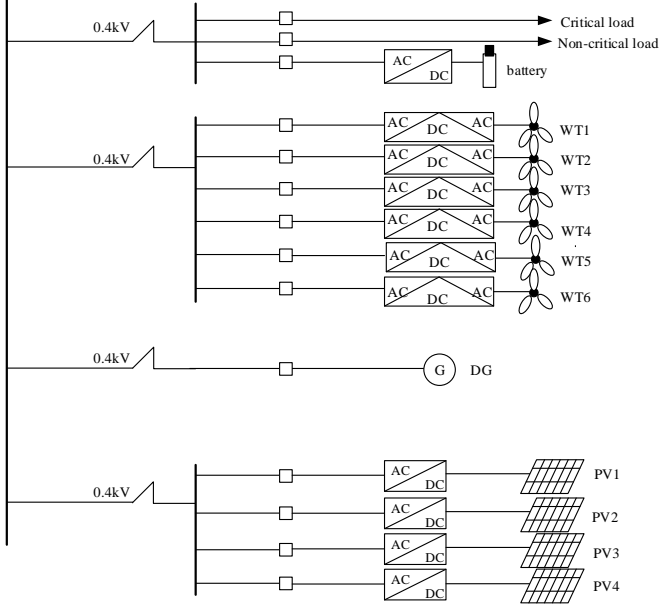 0.4kV
Critical load
Non-critical load
AC
DC
battery
0.4kV
AC DC AC WT1
AC DC AC WT2
AC DC AC WT3
AC DC AC WT4
AC DC AC WT5
AC DC AC WT6
0.4kV
G DG
0.4kV
AC
DC
PV1
AC
DC
PV2
AC
DC
PV3
AC
DC
PV4